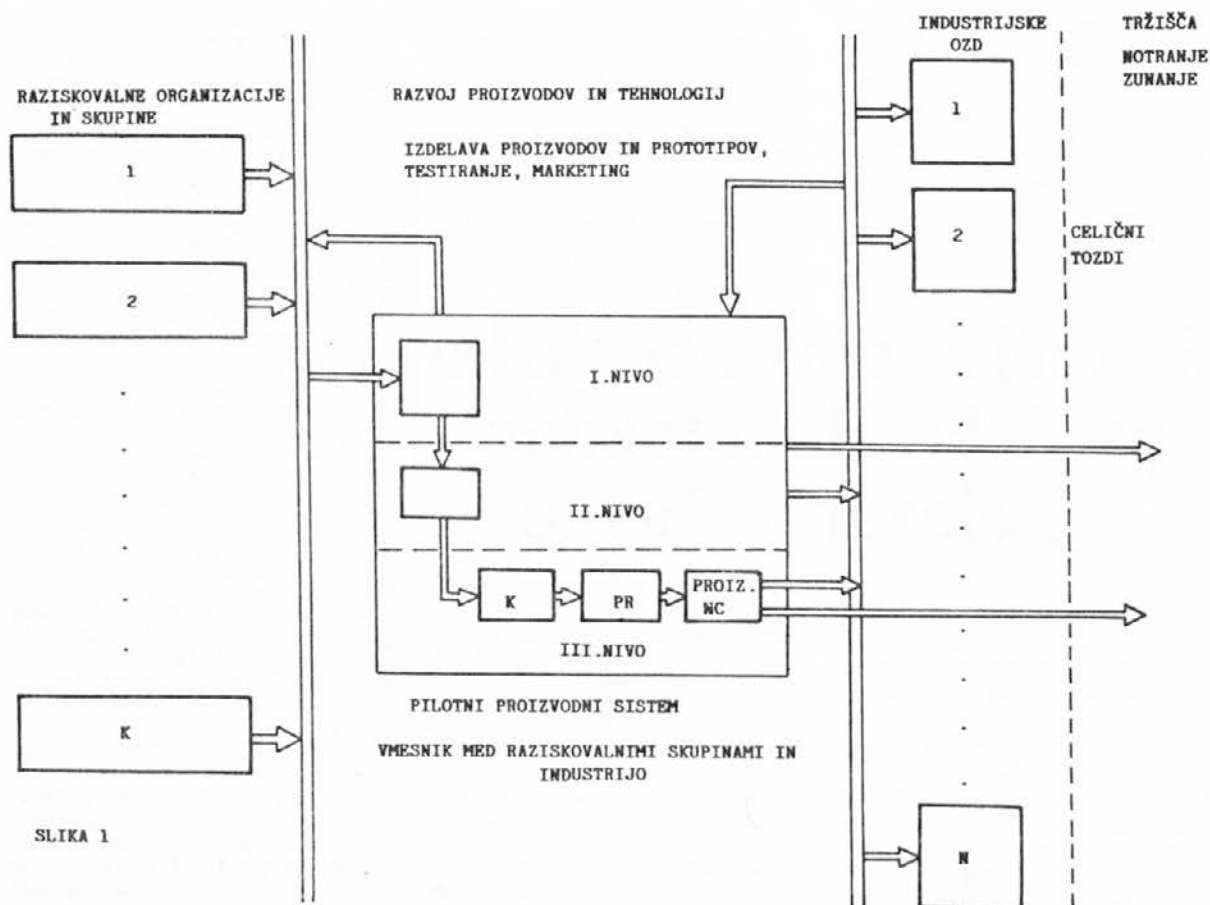 RAZISKOVALNE ORGANIZACIJE
IN SKUPINE
1
2
K
SLIKA 1
RAZVOJ PROIZVODOV IN TEHNOLOGIJ
IZDELAVA PROIZVODOV IN PROTOTIPOV,
TESTIRANJE, MARKETING
I.NIVO
II.NIVO
K
PR
PROIZ.
NC
III.NIVO
PILOTNI PROIZVODNI SISTEM
VMESNIK MED RAZISKOVALNIMI SKUPINAMI IN
INDUSTRIJO
INDUSTRIJSKE
OZD
1
2
N
TRŽIŠČA
NOTRANJE
ZUNANJE
CELIČNI
TOZDI